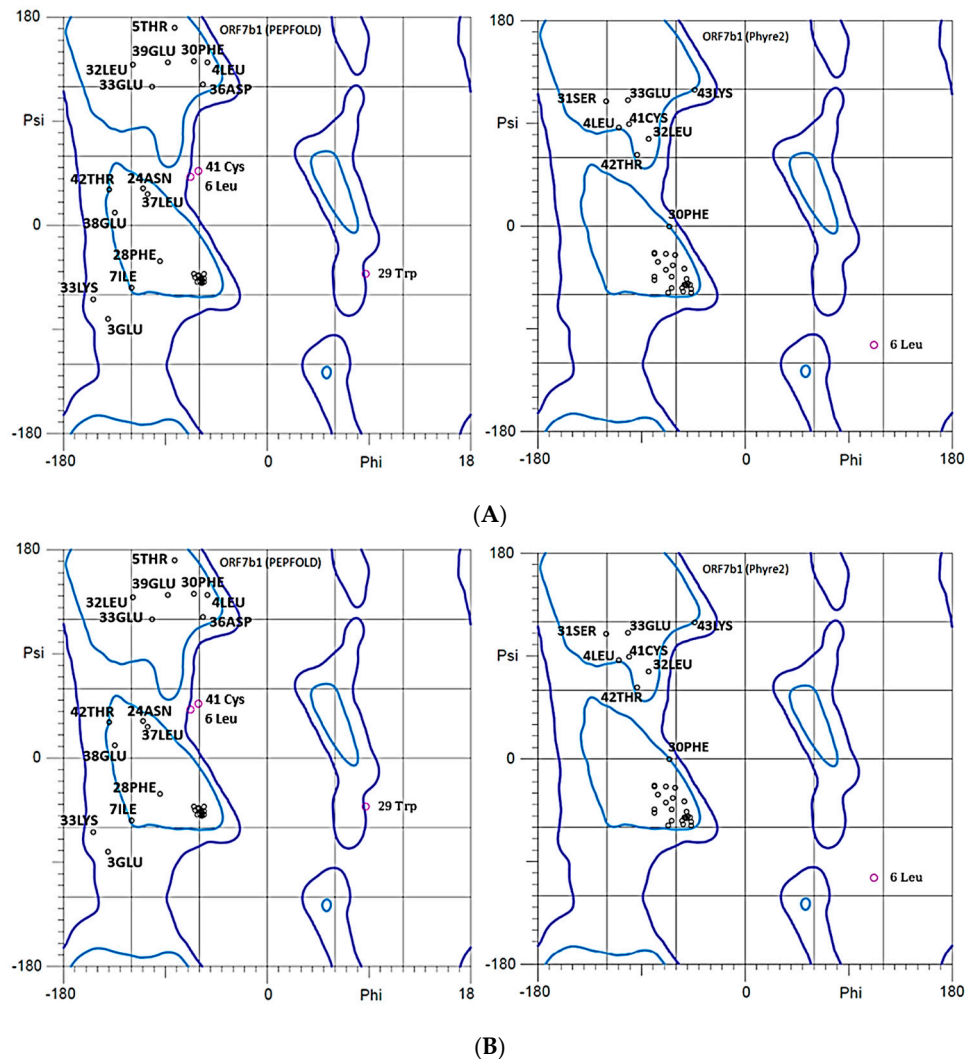 180
5THR
ORF7b1 (PEPFOLD)
39GLU 30PHE
32LEU 4LEU
33GLU 36ASP
Psi
41 Cys
42THR 24ASN 6 Leu
37LEU
0
38GLU
28PHE
7ILE 29 Trp
33LYS
3GLU
-180
-180 0 Phi 18
180
ORF7b1 (Phyre2)
31SER 33GLU 43LYS
Psi 4LEU 41CYS
32LEU
42THR
0 30PHE
6 Leu
-180
-180 0 Phi 180
(A)
180
5THR
ORF7b1 (PEPFOLD)
39GLU 30PHE
32LEU 4LEU
33GLU 36ASP
Psi
41 Cys
42THR 24ASN 6 Leu
37LEU
0
38GLU
28PHE
7ILE 29 Trp
33LYS
3GLU
-180
-180 0 Phi 18
180
ORF7b1 (Phyre2)
31SER 33GLU 43LYS
Psi 4LEU 41CYS
32LEU
42THR
0 30PHE
6 Leu
-180
-180 0 Phi 180
(B)